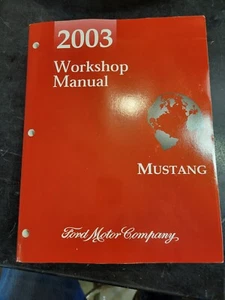 2003
Workshop
Manual
MUSTANG
Ford Motor Company